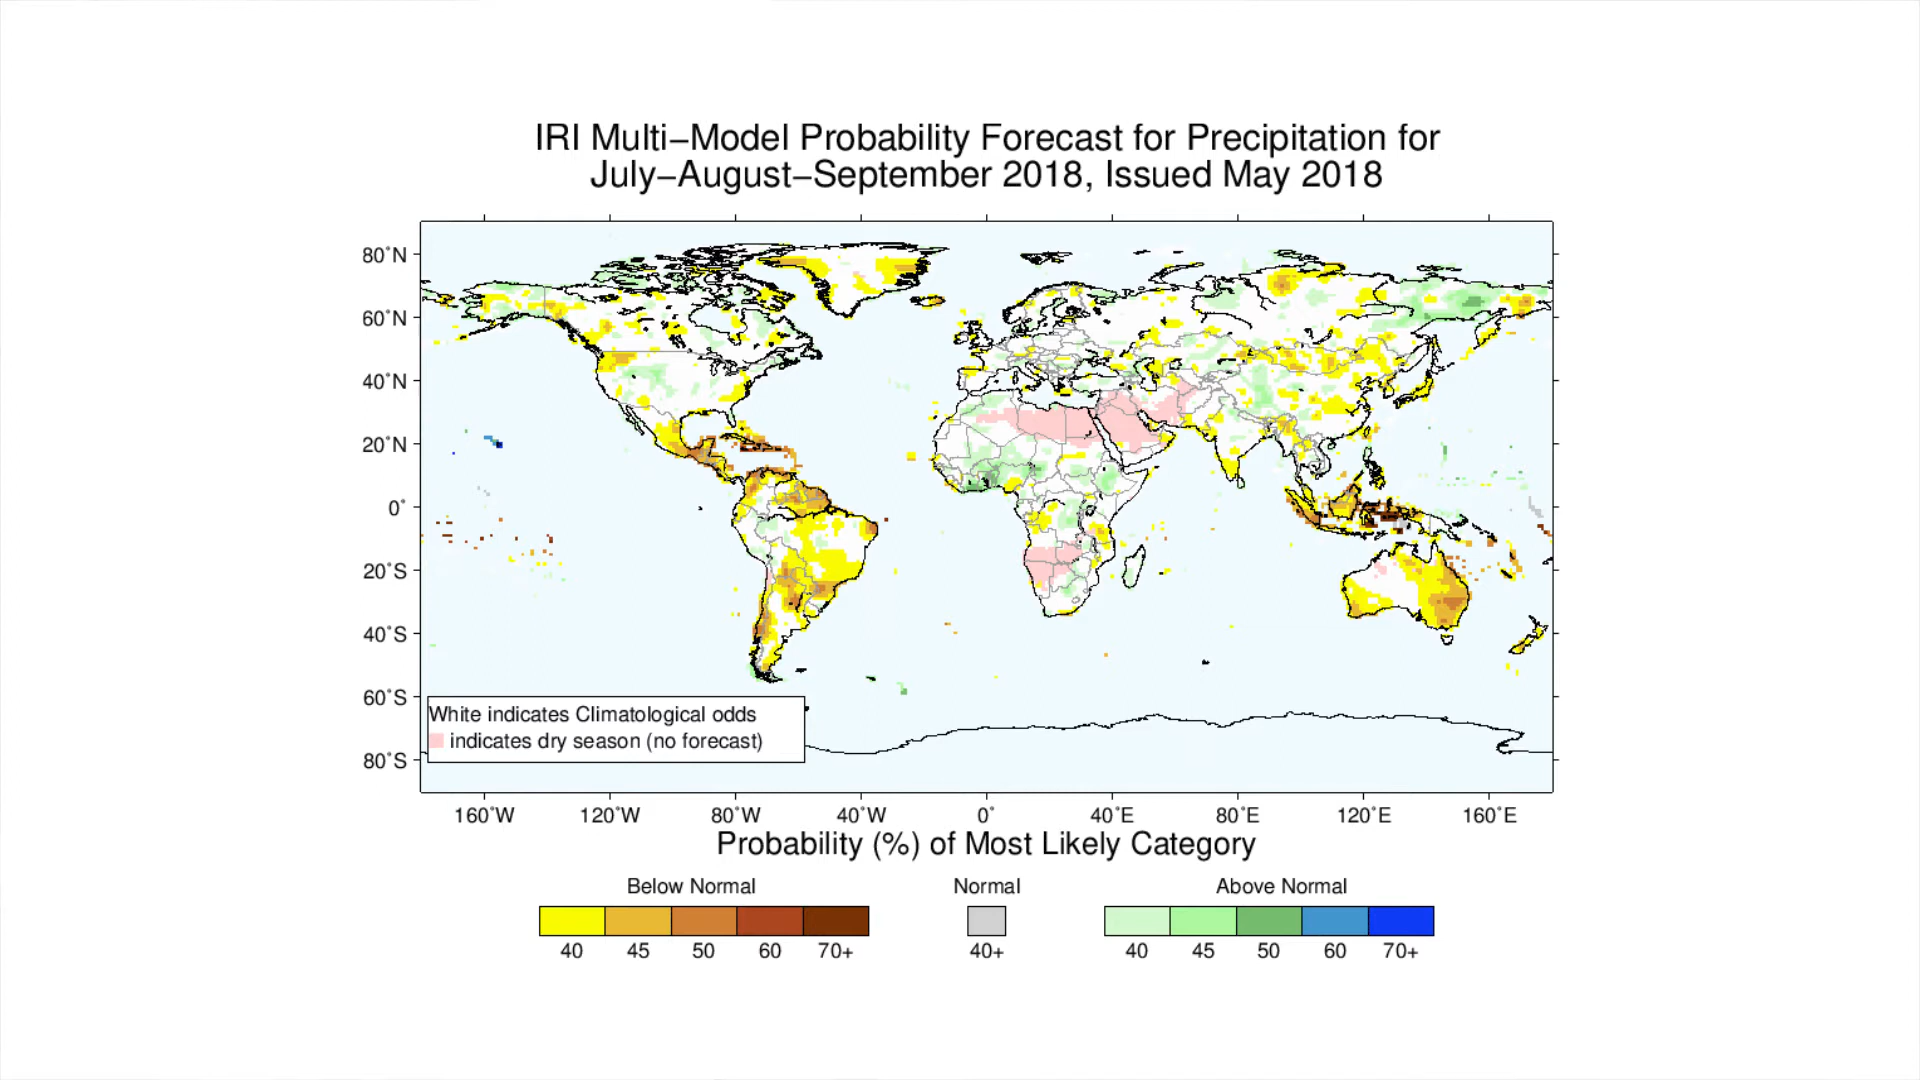 IRI Multi−Model Probability Forecast for Precipitation for
July−August−September 2018, Issued May 2018
80˚N
60˚N
40˚N
20˚N
0˚
20˚S
40˚S
60˚S
80˚S
White indicates Climatological odds
indicates dry season (no forecast)
160˚W 120˚W 80˚W 40˚W 0˚ 40˚E 80˚E 120˚E 160˚E
Probability (%) of Most Likely Category
Below Normal Normal Above Normal
40 45 50 60 70+ 40+ 40 45 50 60 70+